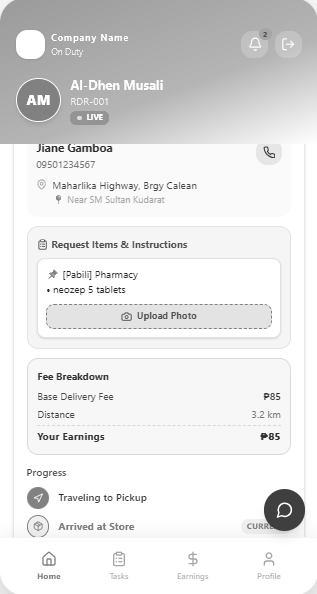 Company Name
On Duty
2
AM
Al-Dhen Musali
RDR-001
LIVE
Jiane Gamboa
09501234567
Maharlika Highway, Brgy Calean
Near SM Sultan Kudarat
Request Items & Instructions
[Pabili] Pharmacy
• neozep 5 tablets
Upload Photo
Fee Breakdown
Base Delivery Fee ₱85
Distance 3.2 km
Your Earnings ₱85
Progress
Traveling to Pickup
Arrived at Store
Home Tasks Earnings Profile